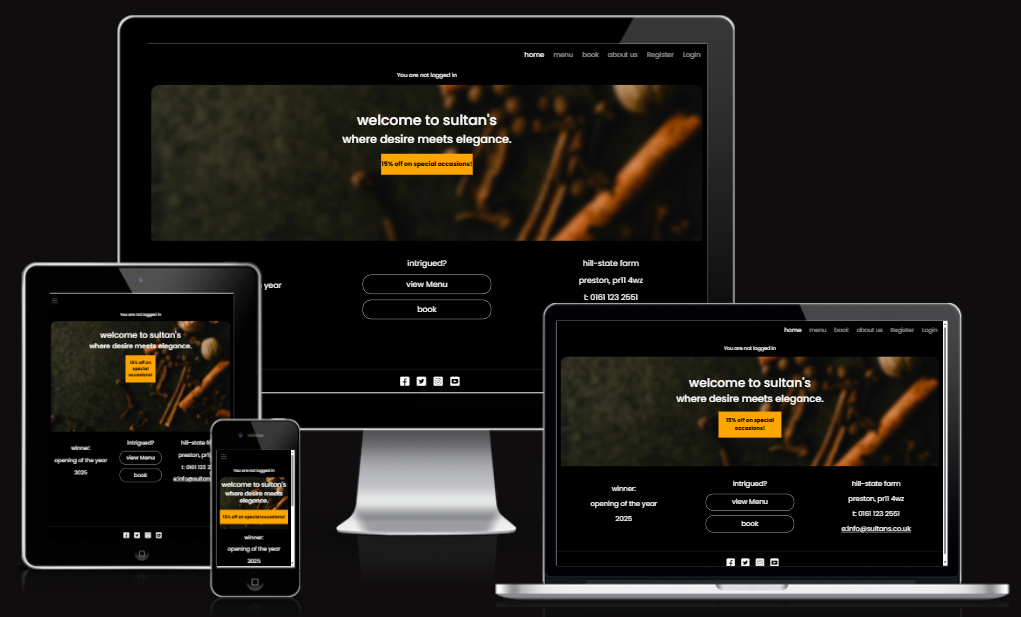 home menu book about us Register Login
You are not logged in
welcome to sultan's
where desire meets elegance.
15% off on special occasions!
year
intrigued?
view Menu
book
hill-state farm
preston, pr11 4wz
t: 0161 123 2551
You are not logged in
welcome to sultan's
where desire meets elegance.
15% off on
special
occasions!
winner:
opening of the year
2025
intrigued?
view Menu
book
hill-state
preston, pr11
t: 0161 123 2
e:info@sultan
You are not logged in
welcome to sultan's
where desire meets
elegance.
15% off on special occasions!
winner:
opening of the year
2025
home menu book about us Register Login
You are not logged in
welcome to sultan's
where desire meets elegance.
15% off on special
occasions!
winner:
opening of the year
2025
intrigued?
view Menu
book
hill-state farm
preston, pr11 4wz
t: 0161 123 2551
e:info@sultans.co.uk